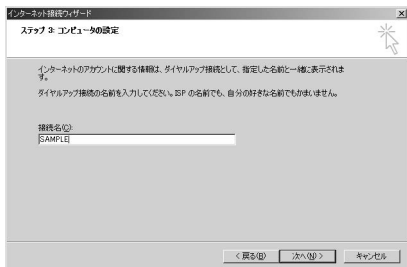 インターネット接続ウィザード
ステップ 3: コンピュータの設定
インターネットのアカウントに関する情報は、ダイヤルアップ接続として、指定した名前と一緒に表示されま
す。
ダイヤルアップ接続の名前を入力してください。ISP の名前でも、自分の好きな名前でもかまいません。
接続名(C):
SAMPLE
< 戻る(B)
次へ(N) >
キャンセル